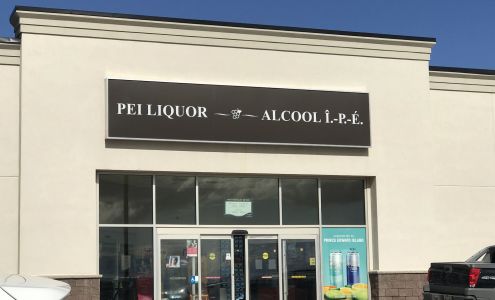 PEI LIQUOR ALCOOL Î.-P.-É.
PRINCE EDWARD ISLAND